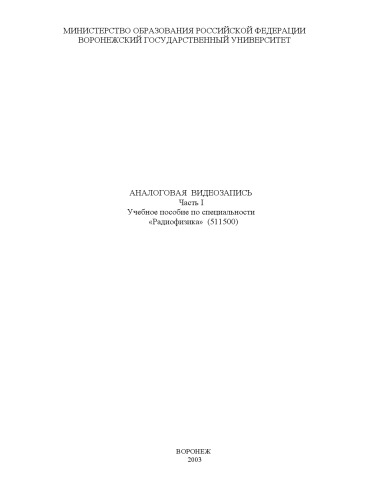 МИНИСТЕРСТВО ОБРАЗОВАНИЯ РОССИЙСКОЙ ФЕДЕРАЦИИ
ВОРОНЕЖСКИЙ ГОСУДАРСТВЕННЫЙ УНИВЕРСИТЕТ
АНАЛОГОВАЯ ВИДЕОЗАПИСЬ
Часть I
Учебное пособие по специальности
«Радиофизика» (511500)
ВОРОНЕЖ
2003